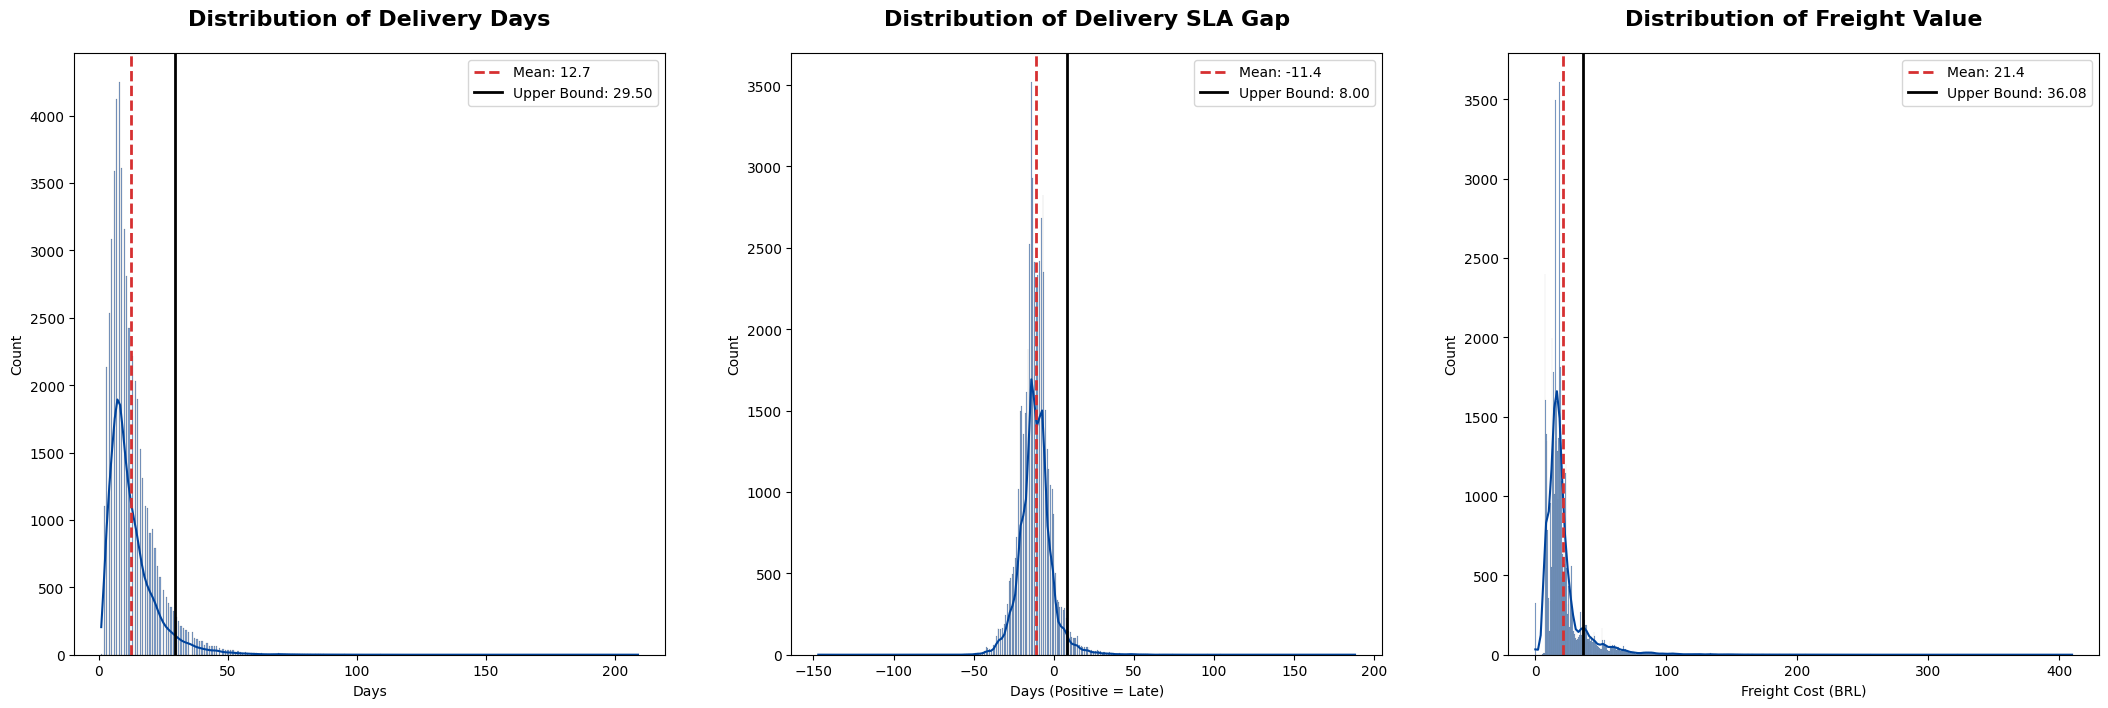 Distribution of Delivery Days
Mean: 12.7
Upper Bound: 29.50
4000
3500
3000
2500
2000
1500
1000
500
0
Count
0 50 100 150 200
Days
Distribution of Delivery SLA Gap
Mean: -11.4
Upper Bound: 8.00
3500
3000
2500
2000
1500
1000
500
0
Count
−150 −100 −50 0 50 100 150 200
Days (Positive = Late)
Distribution of Freight Value
Mean: 21.4
Upper Bound: 36.08
3500
3000
2500
2000
1500
1000
500
0
Count
0 100 200 300 400
Freight Cost (BRL)